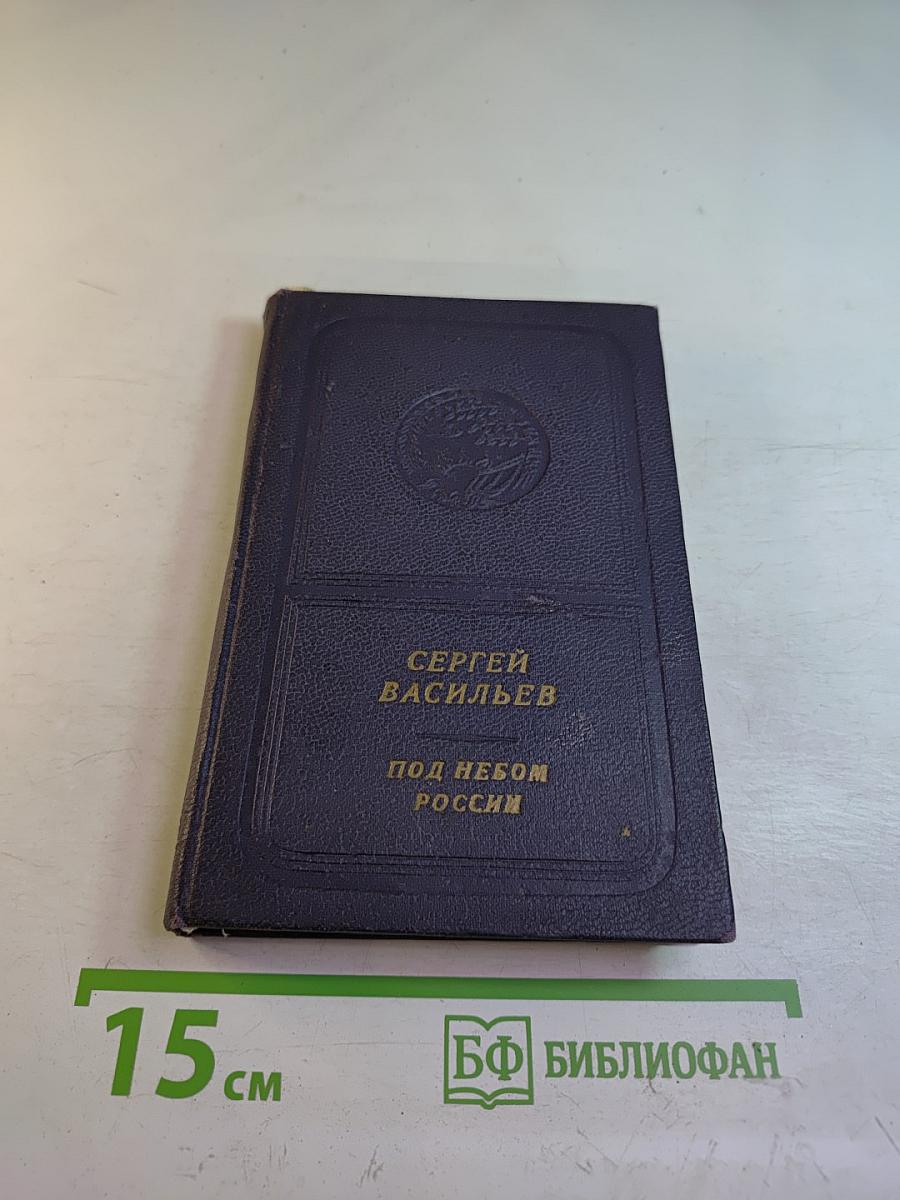 СЕРГЕЙ
ВАСИЛЬЕВ
ПОД НЕБОМ
РОССИИ
15 см
БФ БИБЛИОФАН